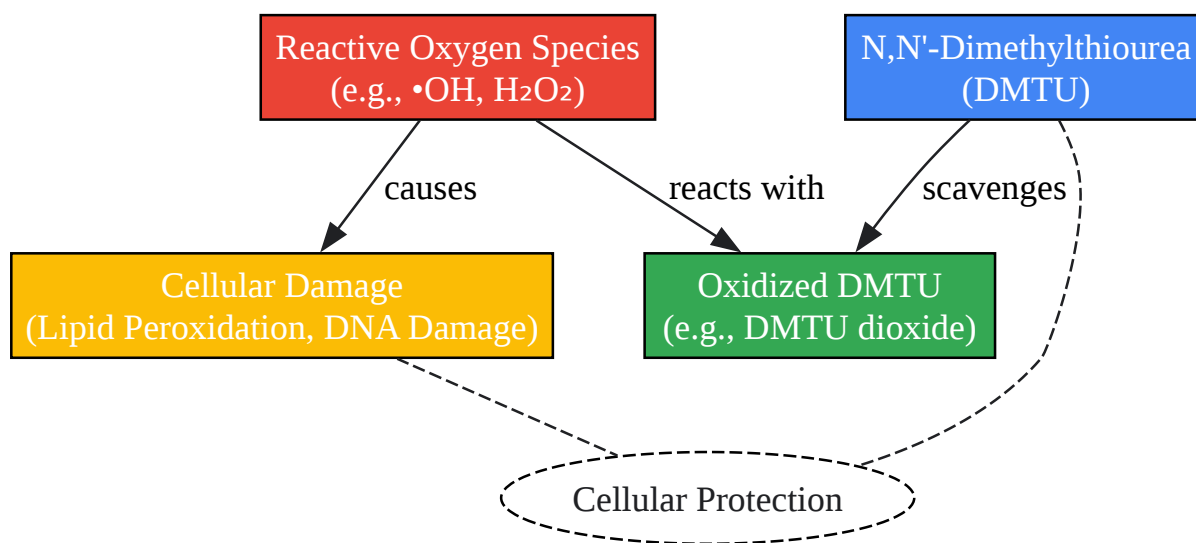 Reactive Oxygen Species
(e.g., •OH, H₂O₂)
N,N'-Dimethylthiourea
(DMTU)
causes
reacts with
scavenges
Cellular Damage
(Lipid Peroxidation, DNA Damage)
Oxidized DMTU
(e.g., DMTU dioxide)
Cellular Protection